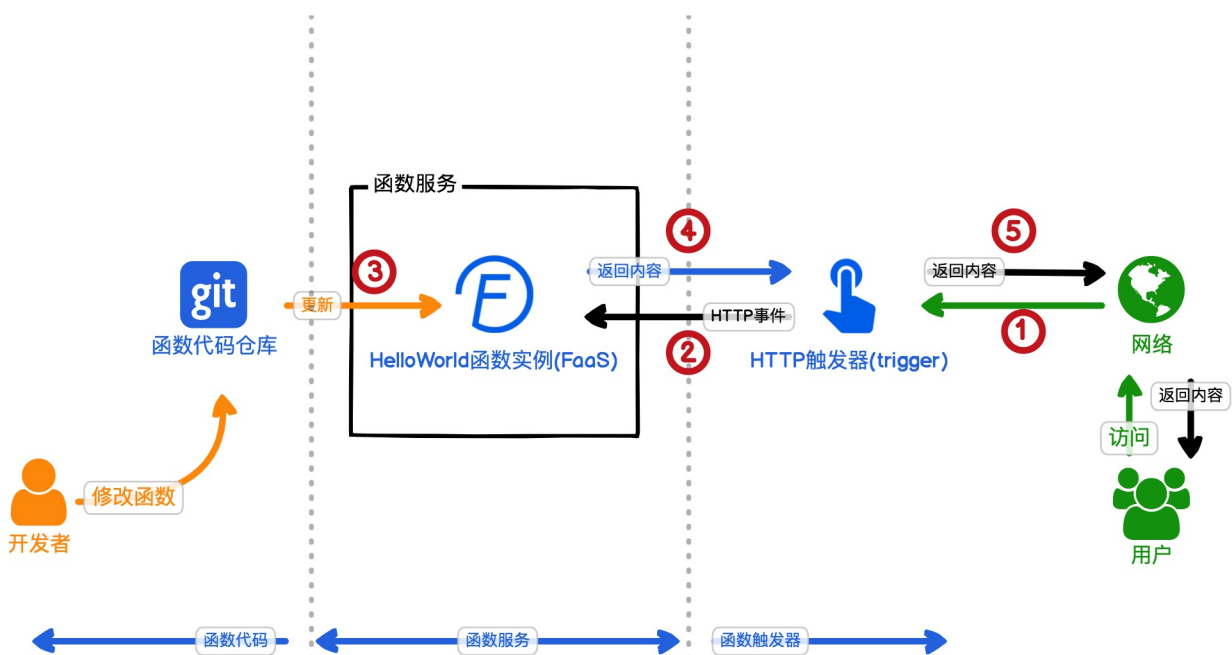 函数服务
④
⑤
③
返回内容
返回内容
git
更新
HTTP事件
①
②
函数代码仓库
HelloWorld函数实例(FaaS)
HTTP触发器(trigger)
网络
返回内容
访问
修改函数
开发者
用户
函数代码
函数服务
函数触发器